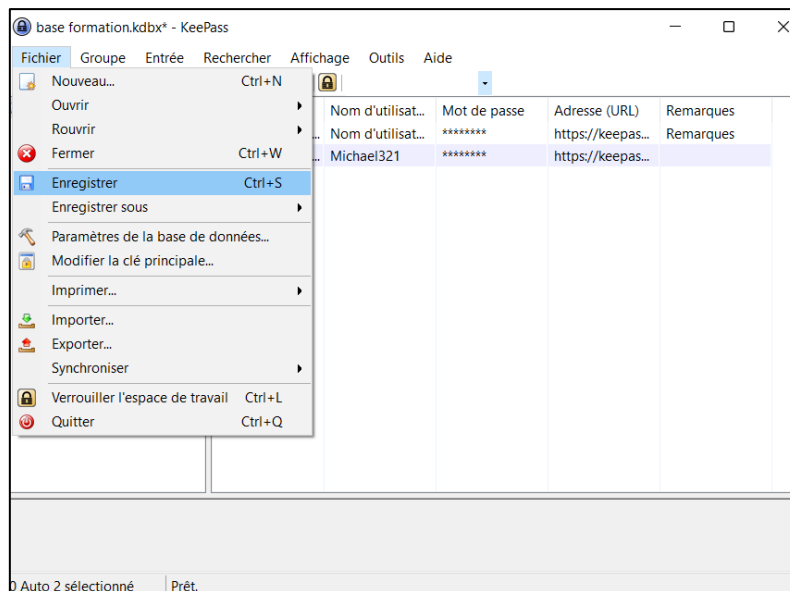 base formation.kdbx* - KeePass
Fichier Groupe Entrée Rechercher Affichage Outils Aide
Nouveau... Ctrl+N
Ouvrir
Rouvrir
Fermer Ctrl+W
Enregistrer Ctrl+S
Enregistrer sous
Paramètres de la base de données...
Modifier la clé principale...
Imprimer...
Importer...
Exporter...
Synchroniser
Verrouiller l'espace de travail Ctrl+L
Quitter Ctrl+Q
Nom d'utilisat... Mot de passe Adresse (URL) Remarques
... Nom d'utilisat... ******** https://keepas... Remarques
... Michael321 ******** https://keepas...
0 Auto 2 sélectionné Prêt.